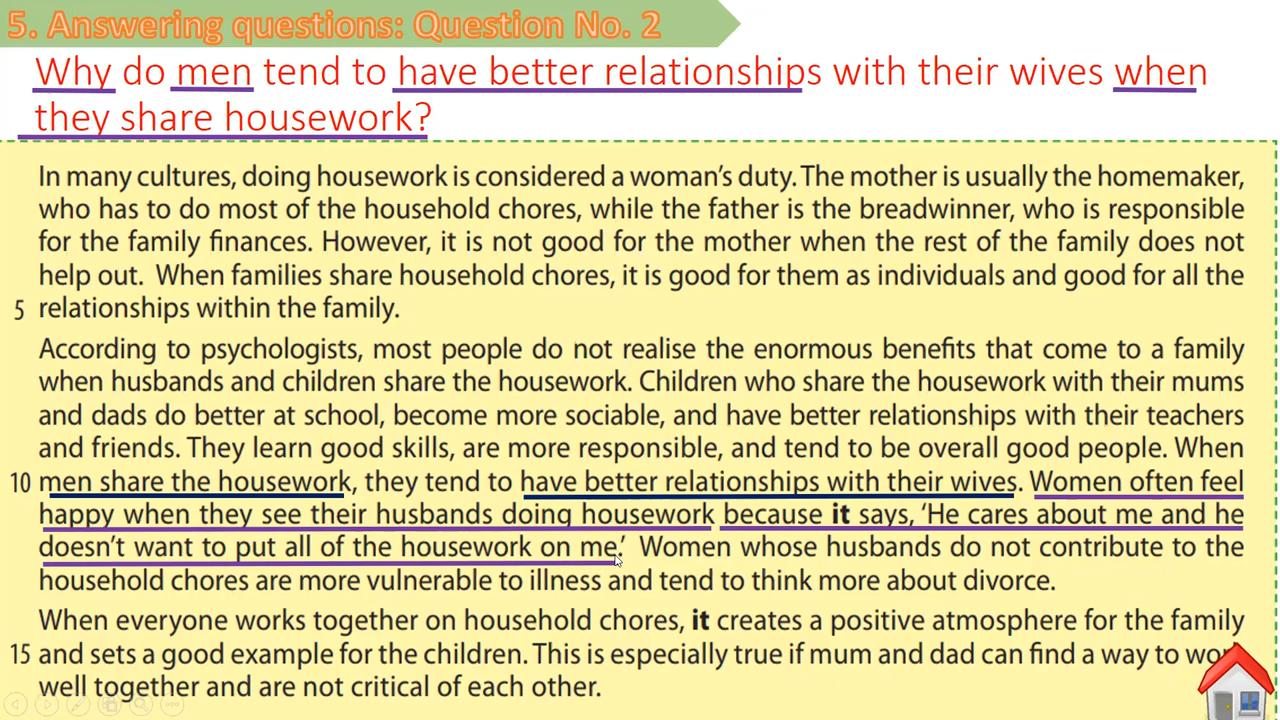 5. Answering questions: Question No. 2
Why do men tend to have better relationships with their wives when
they share housework?
In many cultures, doing housework is considered a woman's duty. The mother is usually the homemaker,
who has to do most of the household chores, while the father is the breadwinner, who is responsible
for the family finances. However, it is not good for the mother when the rest of the family does not
help out. When families share household chores, it is good for them as individuals and good for all the
5 relationships within the family.
According to psychologists, most people do not realise the enormous benefits that come to a family
when husbands and children share the housework. Children who share the housework with their mums
and dads do better at school, become more sociable, and have better relationships with their teachers
and friends. They learn good skills, are more responsible, and tend to be overall good people. When
10 men share the housework, they tend to have better relationships with their wives. Women often feel
happy when they see their husbands doing housework because it says, ‘He cares about me and he
doesn't want to put all of the housework on me.’ Women whose husbands do not contribute to the
household chores are more vulnerable to illness and tend to think more about divorce.
When everyone works together on household chores, it creates a positive atmosphere for the family
15 and sets a good example for the children. This is especially true if mum and dad can find a way to
well together and are not critical of each other.